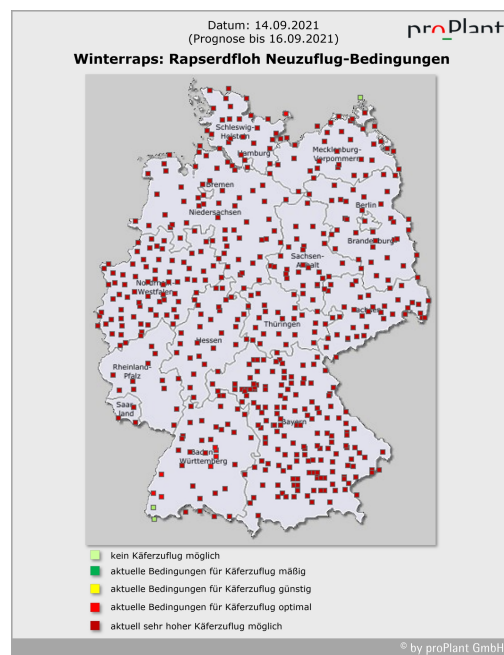 Datum: 14.09.2021
(Prognose bis 16.09.2021)
proPlant
Winterraps: Rapserdfloh Neuzuflug-Bedingungen
Schleswig-
Holstein
Hamburg
Mecklenburg-
Vorpommern
Bremen
Niedersachsen
Berlin
Brandenburg
Sachsen-
Anhalt
Nordrhein-
Westfalen
Sachsen
Thüringen
Hessen
Rheinland-
Pfalz
Saar-
land
Bayern
Baden-
Württemberg
kein Käferzuflug möglich
aktuelle Bedingungen für Käferzuflug mäßig
aktuelle Bedingungen für Käferzuflug günstig
aktuelle Bedingungen für Käferzuflug optimal
aktuell sehr hoher Käferzuflug möglich
© by proPlant GmbH